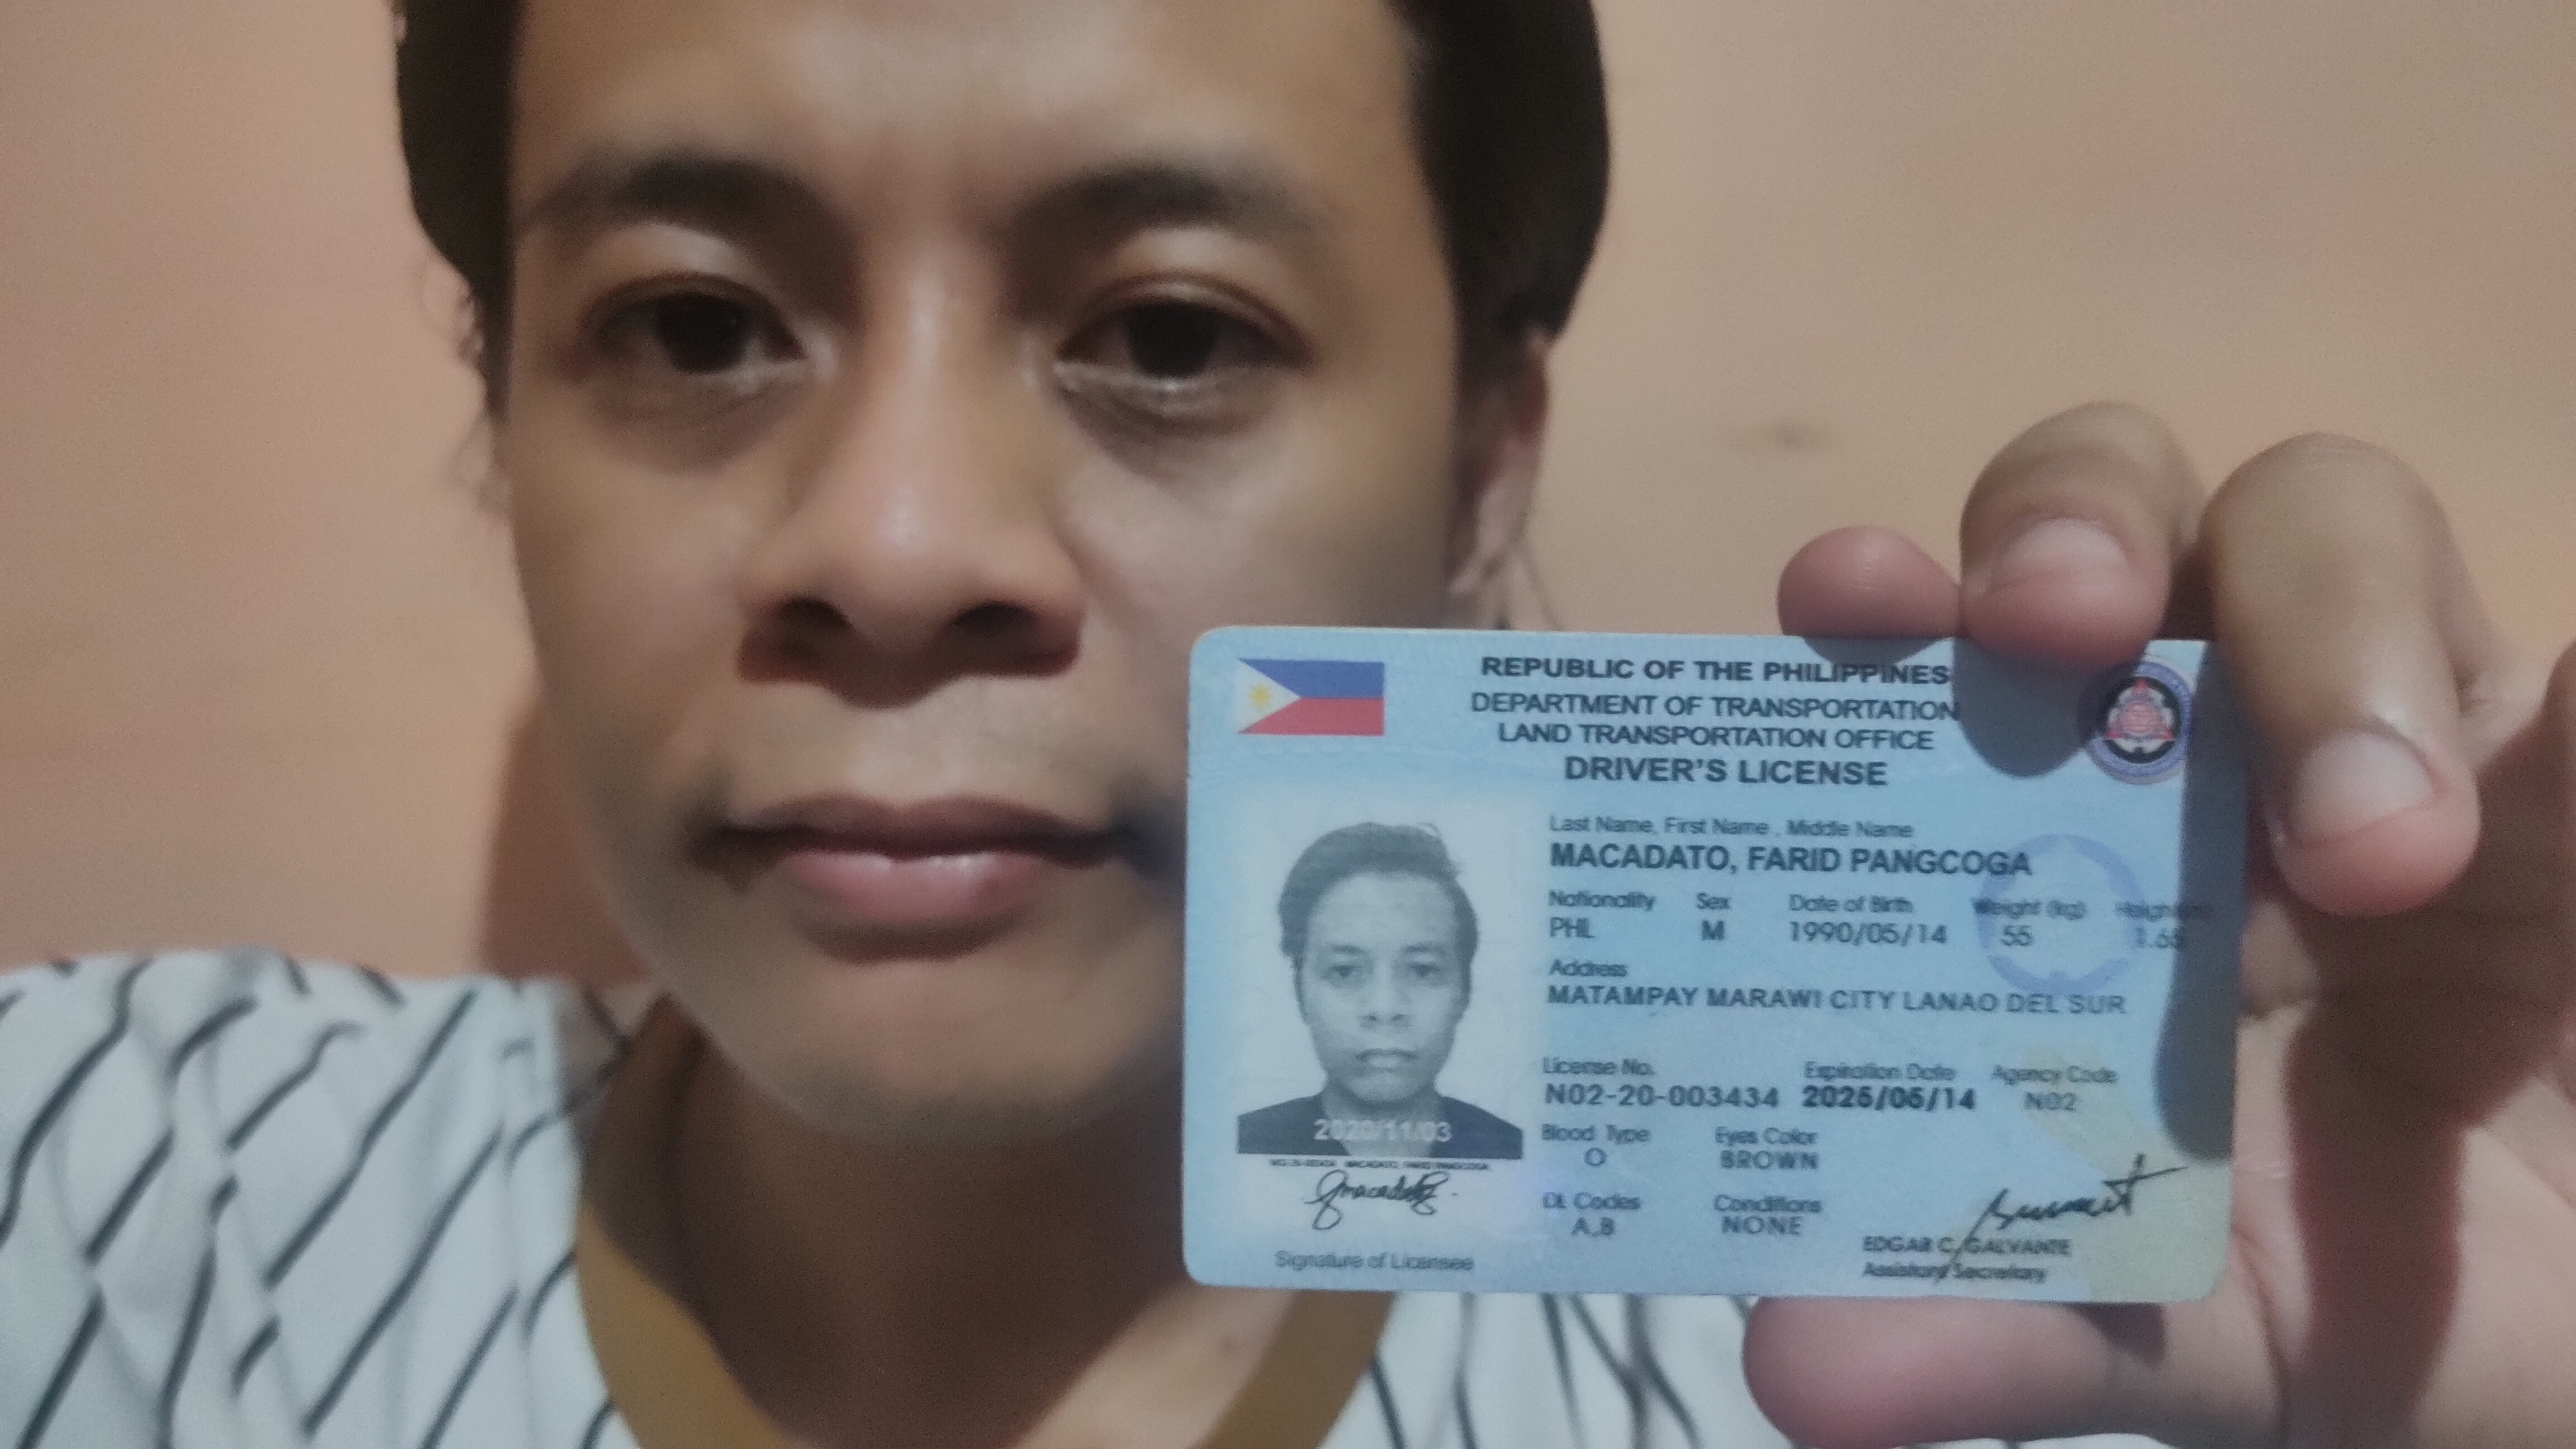 REPUBLIC OF THE PHILIPPINES
DEPARTMENT OF TRANSPORTATION
LAND TRANSPORTATION OFFICE
DRIVER'S LICENSE
Last Name, First Name , Middle Name
MACADATO, FARID PANGCOGA
Nationality Sex Date of Birth Weight (kg)
PHL M 1990/05/14 55
Address
MATAMPAY MARAWI CITY LANAO DEL SUR
License No. Expiration Date Agency Code
N02-20-003434 2025/05/14 N02
Blood Type Eyes Color
O BROWN
DL Codes Conditions
A,B NONE
2020/11/03
Signature of Licensee
EDGAR C. GALVANTE
Assistant Secretary